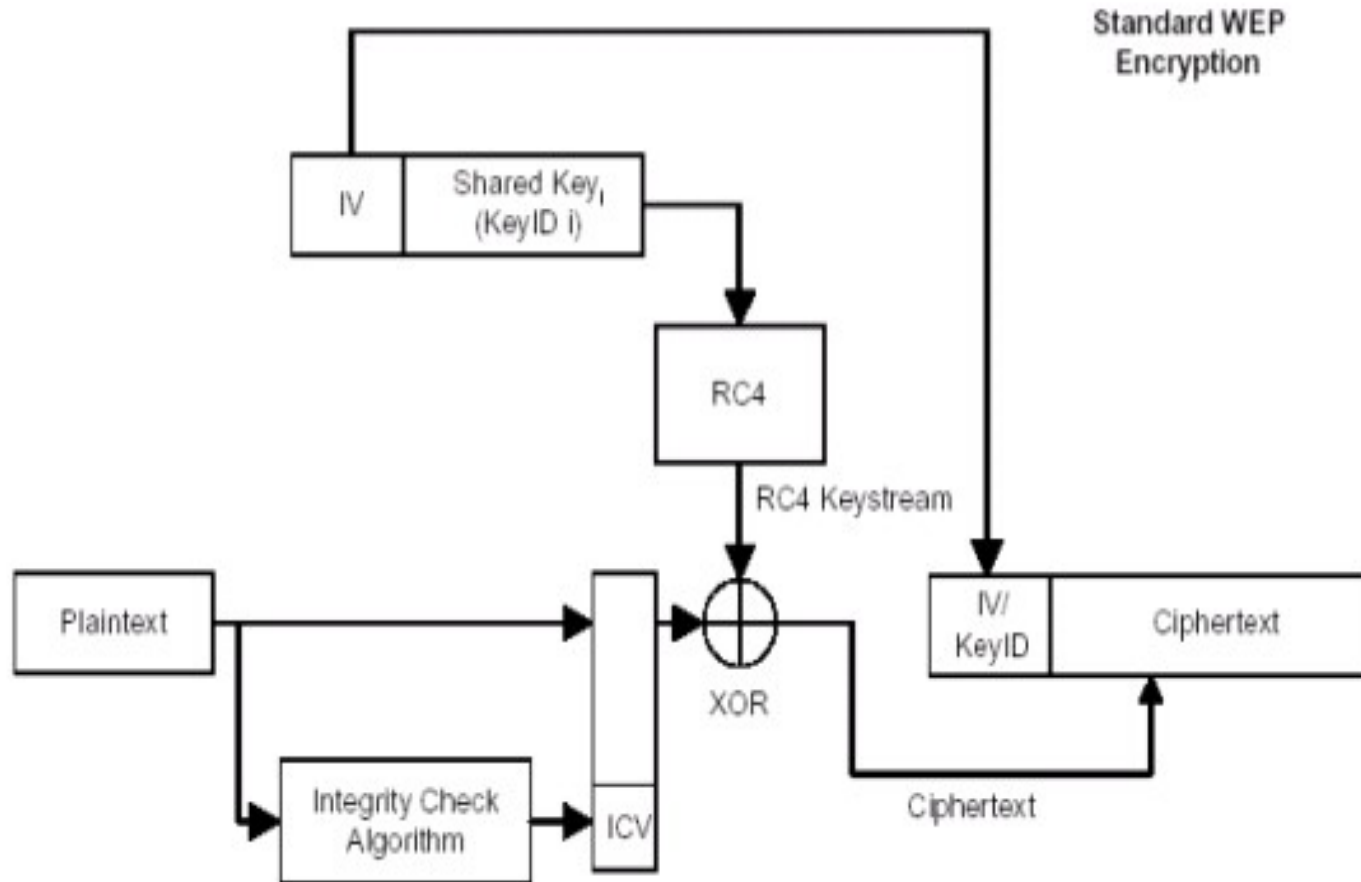 Standard WEP
Encryption
IV
Shared Keyi
(KeyID i)
RC4
RC4 Keystream
Plaintext
IV/
KeyID
Ciphertext
XOR
Integrity Check
Algorithm
ICV
Ciphertext